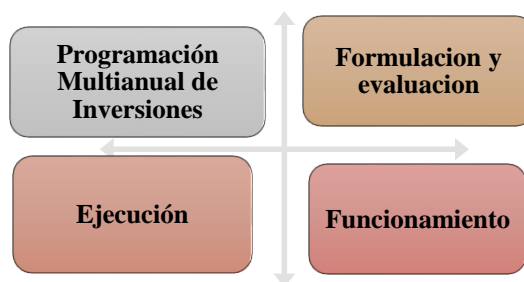 Programación
Multianual de
Inversiones
Formulacion y
evaluacion
Ejecución
Funcionamiento